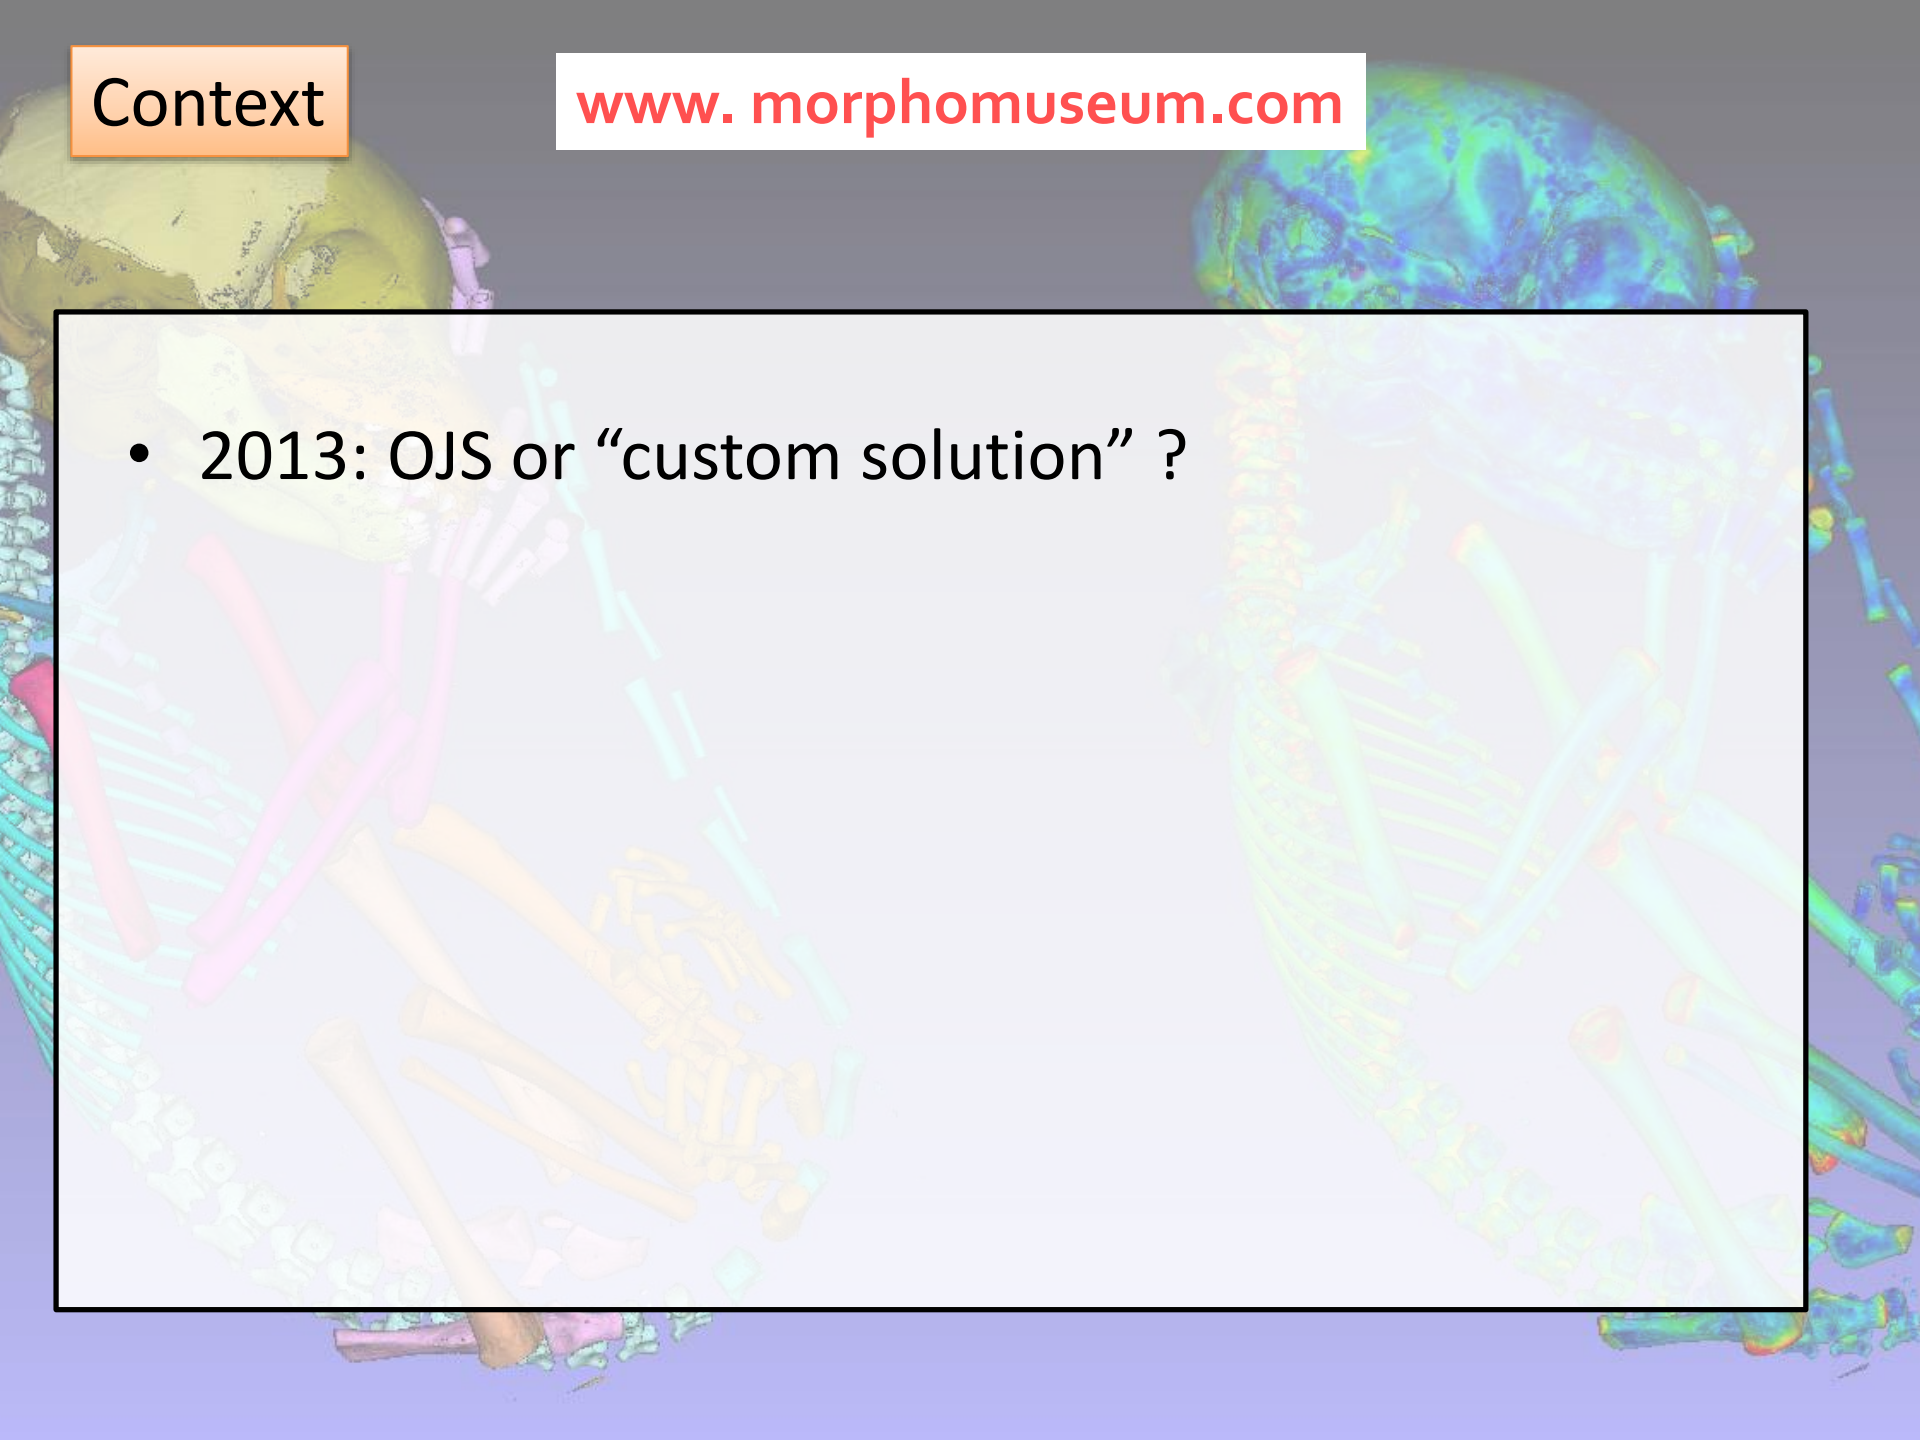 Context
www. morphomuseum.com
• 2013: OJS or “custom solution” ?